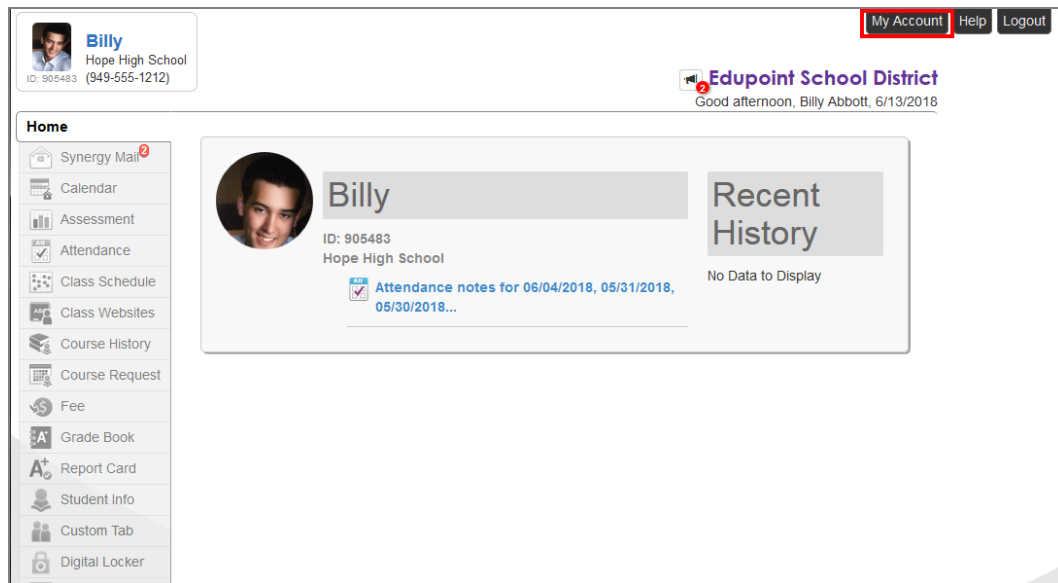 My Account Help Logout
Billy
Hope High School
ID: 905483 (949-555-1212)
2
Edupoint School District
Good afternoon, Billy Abbott, 6/13/2018
Home
Synergy Mail 2
Calendar
Assessment
Attendance
Class Schedule
Class Websites
Course History
Course Request
Fee
Grade Book
Report Card
Student Info
Custom Tab
Digital Locker
Billy
ID: 905483
Hope High School
Attendance notes for 06/04/2018, 05/31/2018,
05/30/2018...
Recent
History
No Data to Display